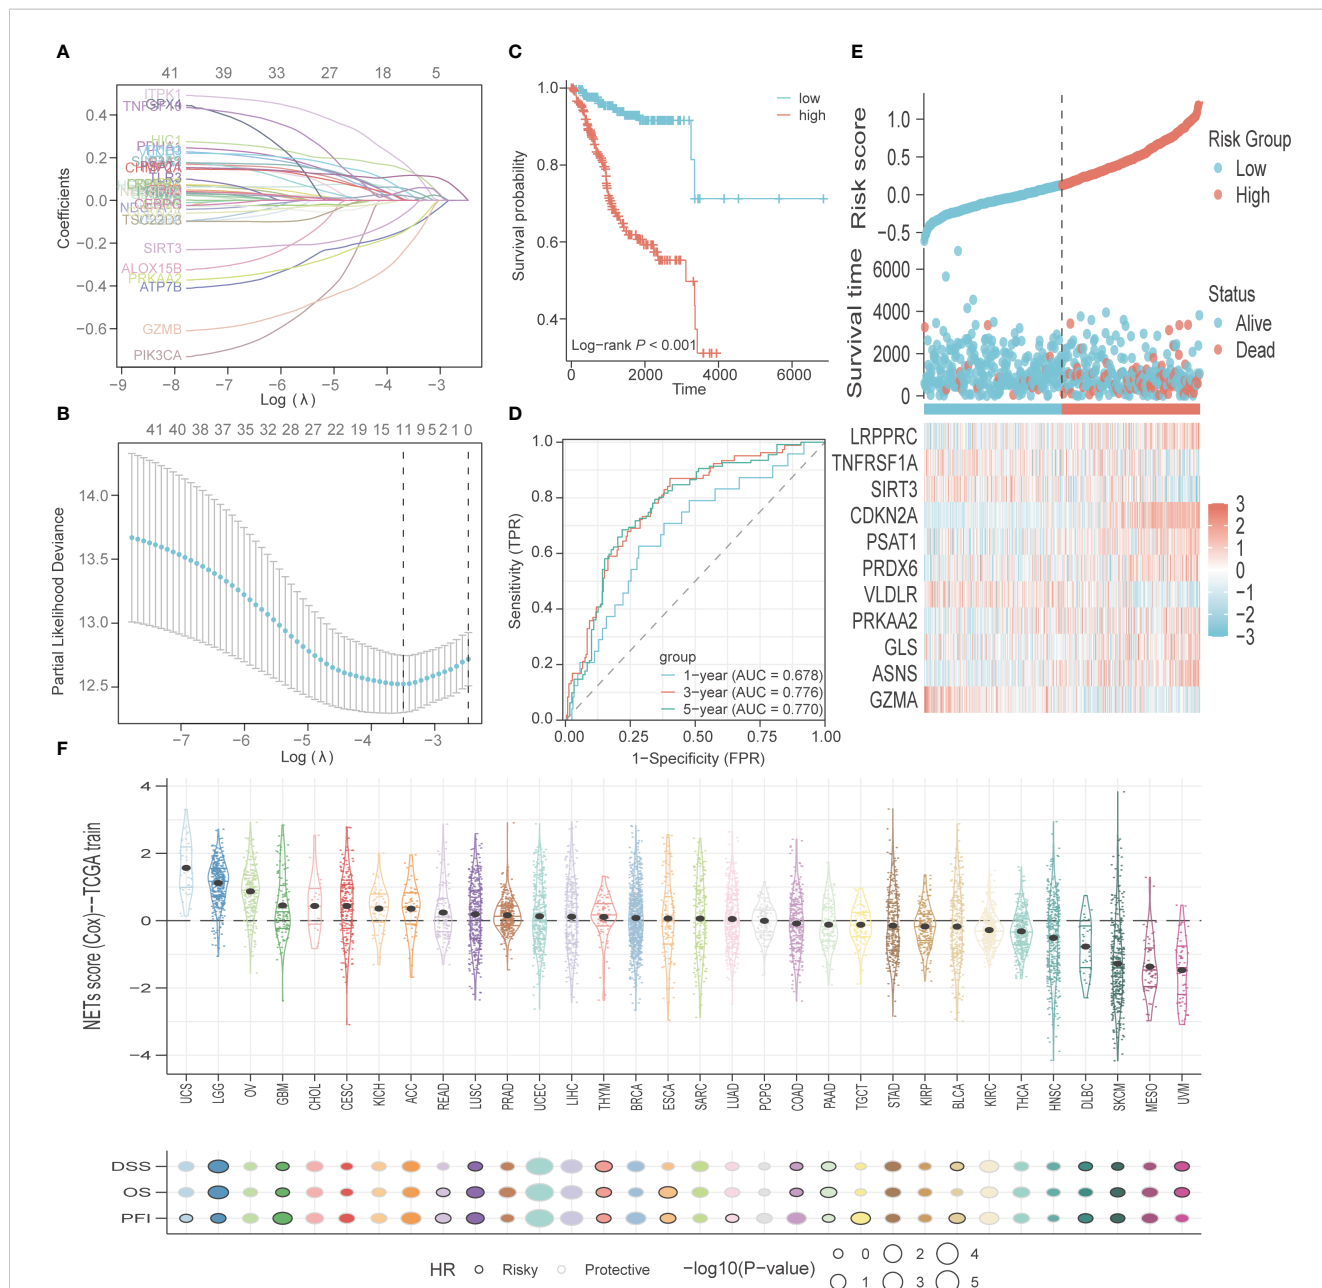 A
41 39 33 27 18 5
ITPK1
GPX4
HIC1
PDHA1
TLR3
CEBPG
TSC22D3
SIRT3
ALOX15B
PRKAA2
ATP7B
GZMB
PIK3CA
0.4
0.2
0.0
−0.2
−0.4
−0.6
Coefficients
−9 −8 −7 −6 −5 −4 −3
Log (λ)
B
41 40 38 37 35 32 28 27 22 19 15 11 9 5 2 1 0
14.0
13.5
13.0
12.5
Partial Likelihood Deviance
−7 −6 −5 −4 −3
Log (λ)
C
1.0
0.8
0.6
0.4
Survival probability
low
high
Log−rank P < 0.001
0 2000 4000 6000
Time
D
1.0
0.8
0.6
0.4
0.2
0.0
Sensitivity (TPR)
group
1−year (AUC = 0.678)
3−year (AUC = 0.776)
5−year (AUC = 0.770)
0.00 0.25 0.50 0.75 1.00
1−Specificity (FPR)
E
Risk score
1.0
0.5
0.0
−0.5
Risk Group
Low
High
Survival time
6000
4000
2000
0
Status
Alive
Dead
LRPPRC
TNFRSF1A
SIRT3
CDKN2A
PSAT1
PRDX6
VLDLR
PRKAA2
GLS
ASNS
GZMA
3
2
1
0
−1
−2
−3
F
NETs score (Cox)−−TCGA train
4
2
0
−2
−4
UCS LGG OV GBM CHOL CESC KICH ACC READ LUSC PRAD UCEC LIHC THYM BRCA ESCA SARC LUAD PCPG COAD PAAD TGCT STAD KIRP BLCA KIRC THCA HNSC DLBC SKCM MESO UVM
DSS
OS
PFI
HR Risky Protective −log10(P−value) 0 2 4
1 3 5